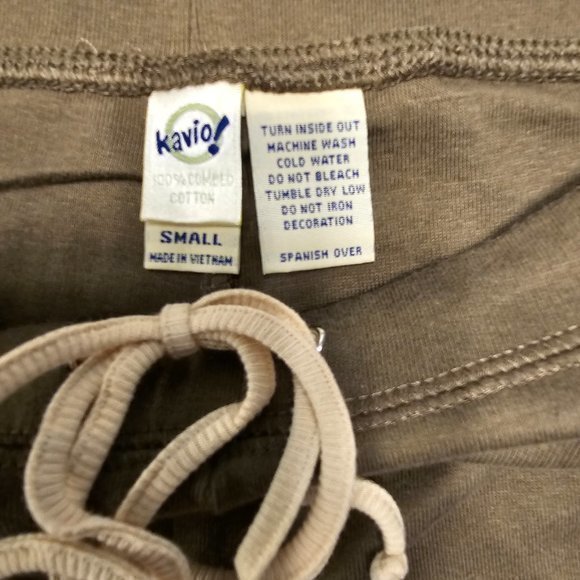 kavio!
100% COMBED
COTTON
SMALL
MADE IN VIETNAM
TURN INSIDE OUT
MACHINE WASH
COLD WATER
DO NOT BLEACH
TUMBLE DRY LOW
DO NOT IRON
DECORATION
SPANISH OVER